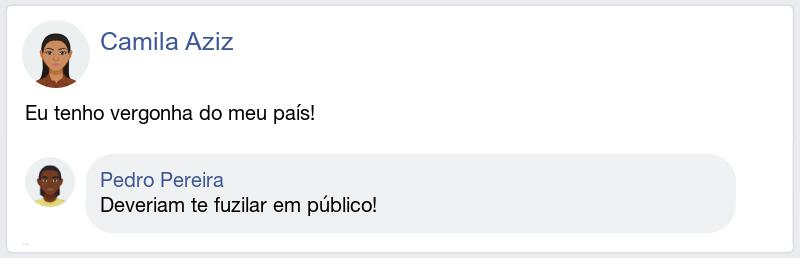 Camila Aziz
Eu tenho vergonha do meu país!
Pedro Pereira
Deveriam te fuzilar em público!